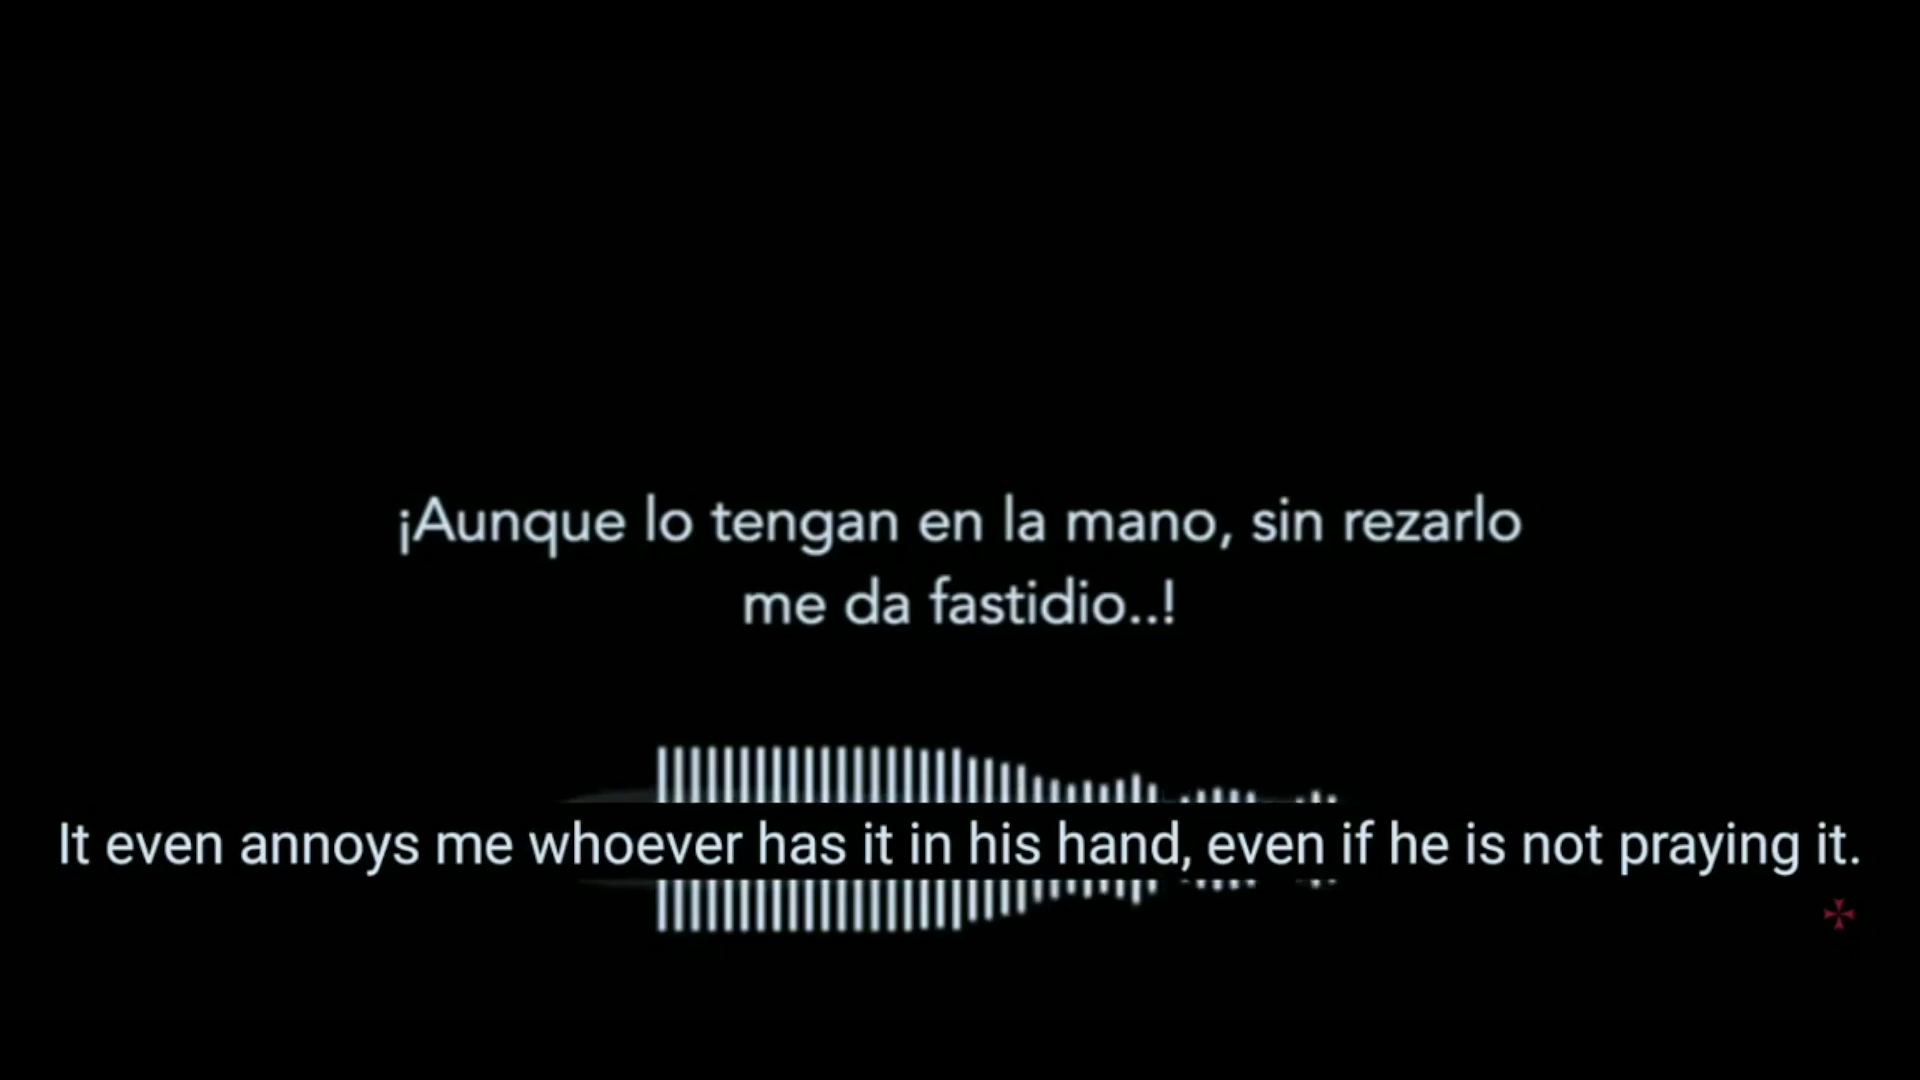 ¡Aunque lo tengan en la mano, sin rezarlo
me da fastidio..!
It even annoys me whoever has it in his hand, even if he is not praying it.